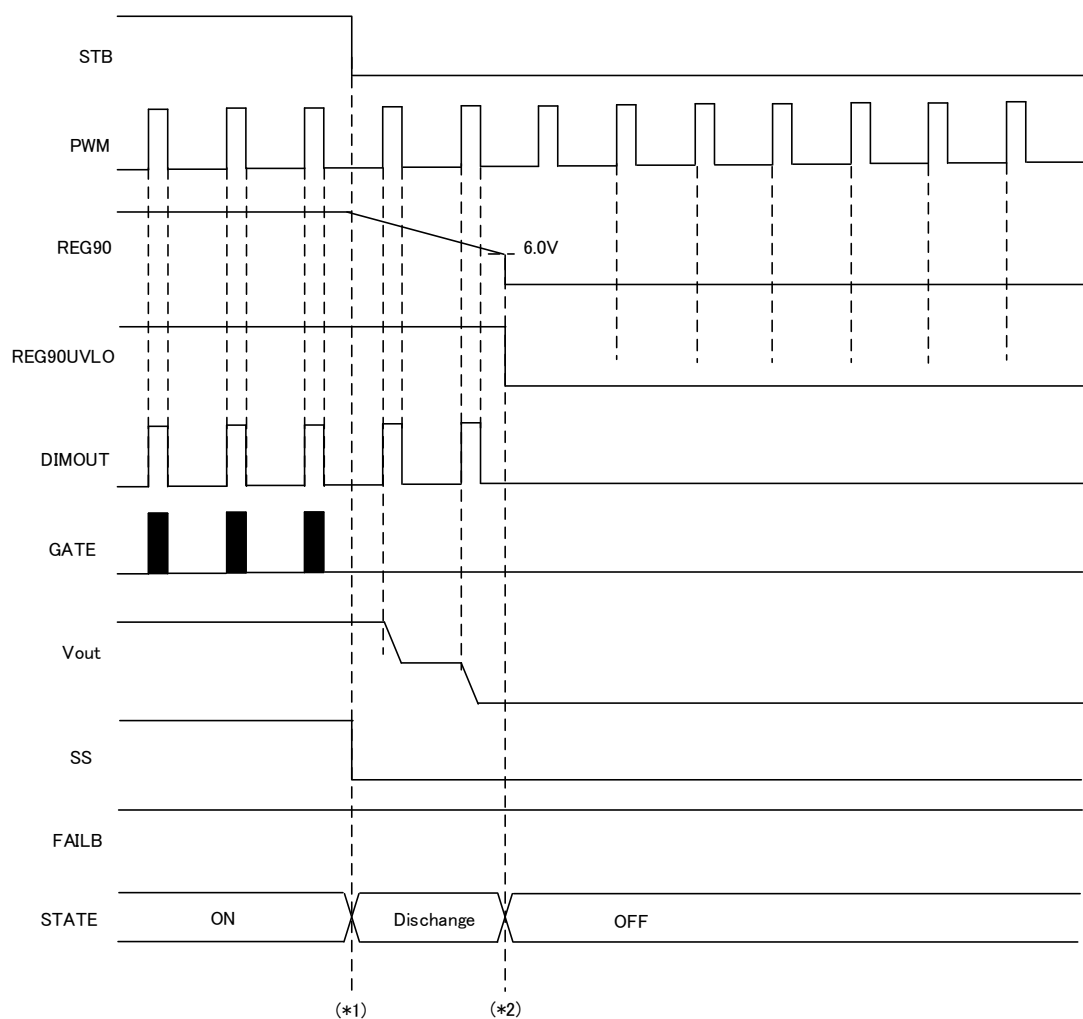 STB
PWM
REG90
6.0V
REG90UVLO
DIMOUT
GATE
Vout
SS
FAILB
STATE
ON
Dischange
OFF
(*1)
(*2)